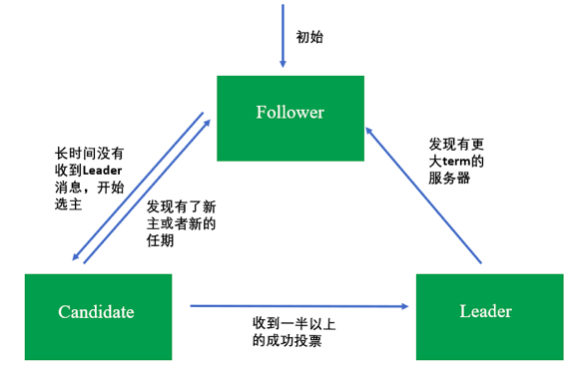 初始
Follower
长时间没有
收到Leader
消息，开始
选主
发现有了新
主或者新的
任期
发现有更
大term的
服务器
Candidate
收到一半以上
的成功投票
Leader